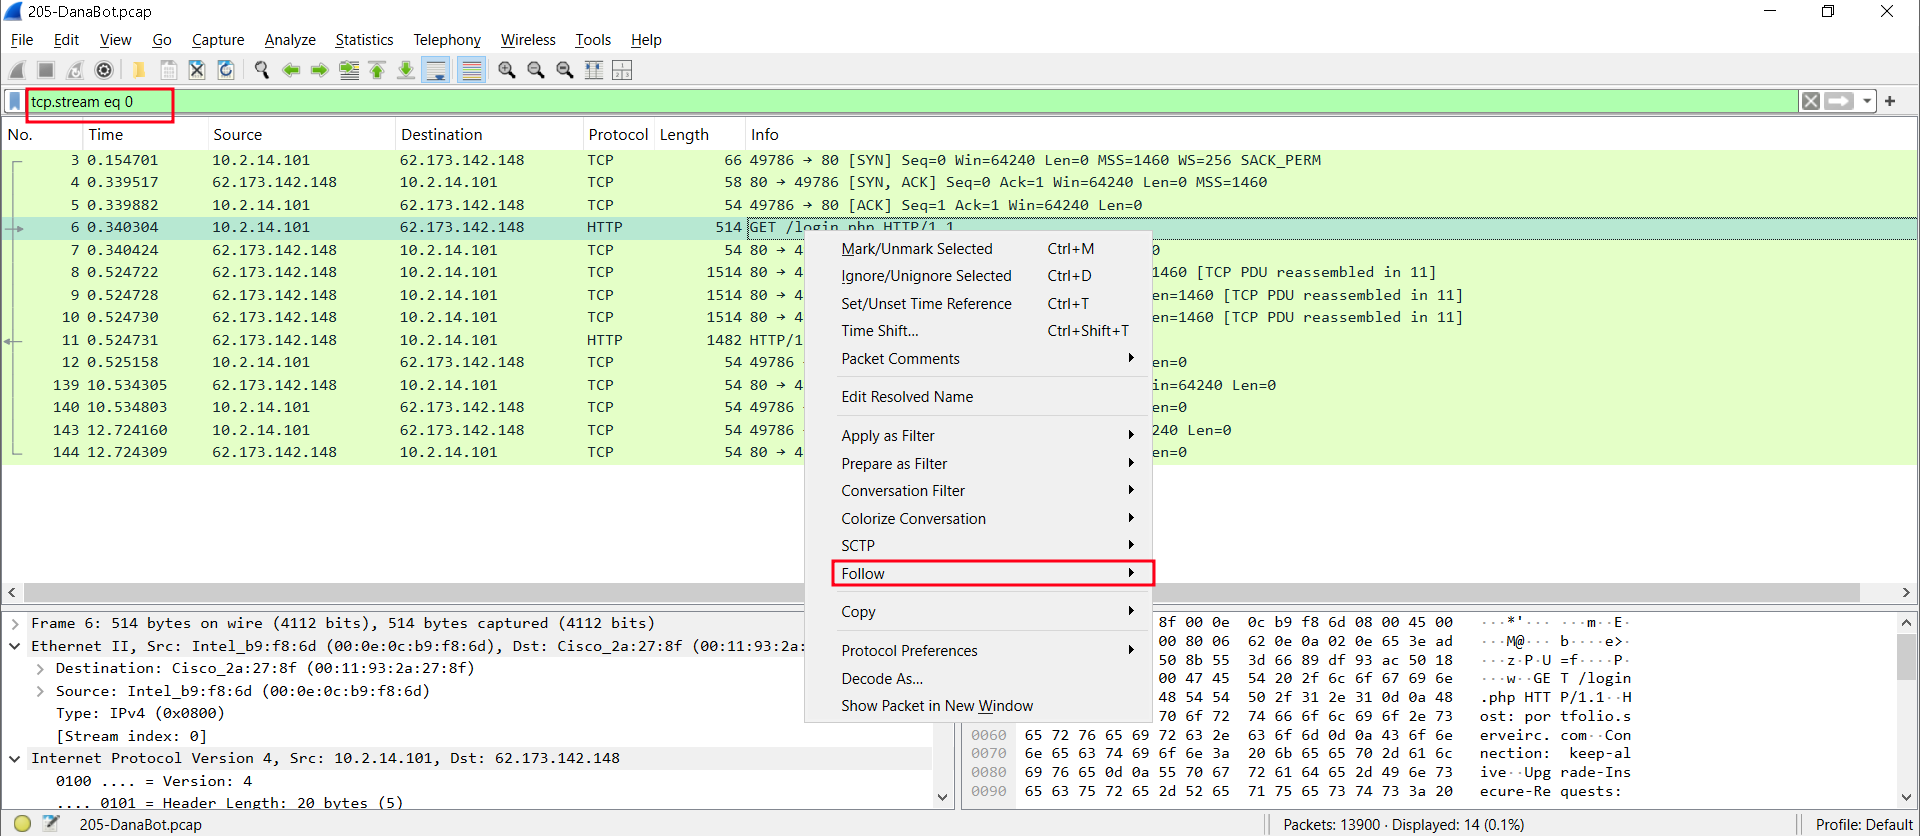 205-DanaBot.pcap
File Edit View Go Capture Analyze Statistics Telephony Wireless Tools Help
tcp.stream eq 0
No. Time Source Destination Protocol Length Info
3 0.154701 10.2.14.101 62.173.142.148 TCP 66 49786 → 80 [SYN] Seq=0 Win=64240 Len=0 MSS=1460 WS=256 SACK_PERM
4 0.339517 62.173.142.148 10.2.14.101 TCP 58 80 → 49786 [SYN, ACK] Seq=0 Ack=1 Win=64240 Len=0 MSS=1460
5 0.339882 10.2.14.101 62.173.142.148 TCP 54 49786 → 80 [ACK] Seq=1 Ack=1 Win=64240 Len=0
6 0.340304 10.2.14.101 62.173.142.148 HTTP 514 GET /login.php HTTP/1.1
7 0.340424 62.173.142.148 10.2.14.101 TCP 54 80 → 4 0
8 0.524722 62.173.142.148 10.2.14.101 TCP 1514 80 → 4 1460 [TCP PDU reassembled in 11]
9 0.524728 62.173.142.148 10.2.14.101 TCP 1514 80 → 4 en=1460 [TCP PDU reassembled in 11]
10 0.524730 62.173.142.148 10.2.14.101 TCP 1514 80 → 4 en=1460 [TCP PDU reassembled in 11]
11 0.524731 62.173.142.148 10.2.14.101 HTTP 1482 HTTP/1
12 0.525158 10.2.14.101 62.173.142.148 TCP 54 49786 en=0
139 10.534305 62.173.142.148 10.2.14.101 TCP 54 80 → 4 in=64240 Len=0
140 10.534803 10.2.14.101 62.173.142.148 TCP 54 49786 en=0
143 12.724160 10.2.14.101 62.173.142.148 TCP 54 49786 240 Len=0
144 12.724309 62.173.142.148 10.2.14.101 TCP 54 80 → 4 en=0
Mark/Unmark Selected Ctrl+M
Ignore/Unignore Selected Ctrl+D
Set/Unset Time Reference Ctrl+T
Time Shift... Ctrl+Shift+T
Packet Comments
Edit Resolved Name
Apply as Filter
Prepare as Filter
Conversation Filter
Colorize Conversation
SCTP
Follow
Copy
Protocol Preferences
Decode As...
Show Packet in New Window
Frame 6: 514 bytes on wire (4112 bits), 514 bytes captured (4112 bits)
Ethernet II, Src: Intel_b9:f8:6d (00:0e:0c:b9:f8:6d), Dst: Cisco_2a:27:8f (00:11:93:2a:
Destination: Cisco_2a:27:8f (00:11:93:2a:27:8f)
Source: Intel_b9:f8:6d (00:0e:0c:b9:f8:6d)
Type: IPv4 (0x0800)
[Stream index: 0]
Internet Protocol Version 4, Src: 10.2.14.101, Dst: 62.173.142.148
0100 .... = Version: 4
.... 0101 = Header Length: 20 bytes (5)
8f 00 0e 0c b9 f8 6d 08 00 45 00 ···*'··· ···m··E·
00 80 06 62 0e 0a 02 0e 65 3e ad ···M@··· b····e>·
50 8b 55 3d 66 89 df 93 ac 50 18 ···z·P·U =f····P·
00 47 45 54 20 2f 6c 6f 67 69 6e ···w··GE T /login
48 54 54 50 2f 31 2e 31 0d 0a 48 .php HTT P/1.1··H
70 6f 72 74 66 6f 6c 69 6f 2e 73 ost: por tfolio.s
0060 65 72 76 65 69 72 63 2e 63 6f 6d 0d 0a 43 6f 6e erveirc. com··Con
0070 6e 65 63 74 69 6f 6e 3a 20 6b 65 65 70 2d 61 6c nection: keep-al
0080 69 76 65 0d 0a 55 70 67 72 61 64 65 2d 49 6e 73 ive··Upg rade-Ins
0090 65 63 75 72 65 2d 52 65 71 75 65 73 74 73 3a 20 ecure-Re quests:
205-DanaBot.pcap
Packets: 13900 · Displayed: 14 (0.1%)
Profile: Default